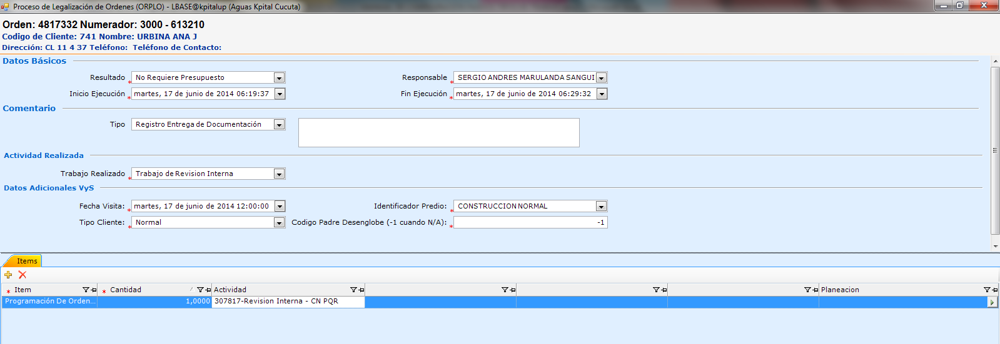 Proceso de Legalización de Ordenes (ORPLO) - LBASE@kpitalup (Aguas Kpital Cucuta)
Orden: 4817332 Numerador: 3000 - 613210
Codigo de Cliente: 741 Nombre: URBINA ANA J
Dirección: CL 11 4 37 Teléfono: Teléfono de Contacto:
Datos Básicos
Resultado * No Requiere Presupuesto Responsable * SERGIO ANDRES MARULANDA SANGUI
Inicio Ejecución * martes, 17 de junio de 2014 06:19:37 Fin Ejecución * martes, 17 de junio de 2014 06:29:32
Comentario
Tipo Registro Entrega de Documentación
Actividad Realizada
Trabajo Realizado * Trabajo de Revision Interna
Datos Adicionales VyS
Fecha Visita: * martes, 17 de junio de 2014 12:00:00 Identificador Predio: * CONSTRUCCION NORMAL
Tipo Cliente: * Normal Codigo Padre Desenglobe (-1 cuando N/A): * -1
Items
* Item * Cantidad Actividad Planeacion
Programación De Orden... 1,0000 307817-Revision Interna - CN PQR